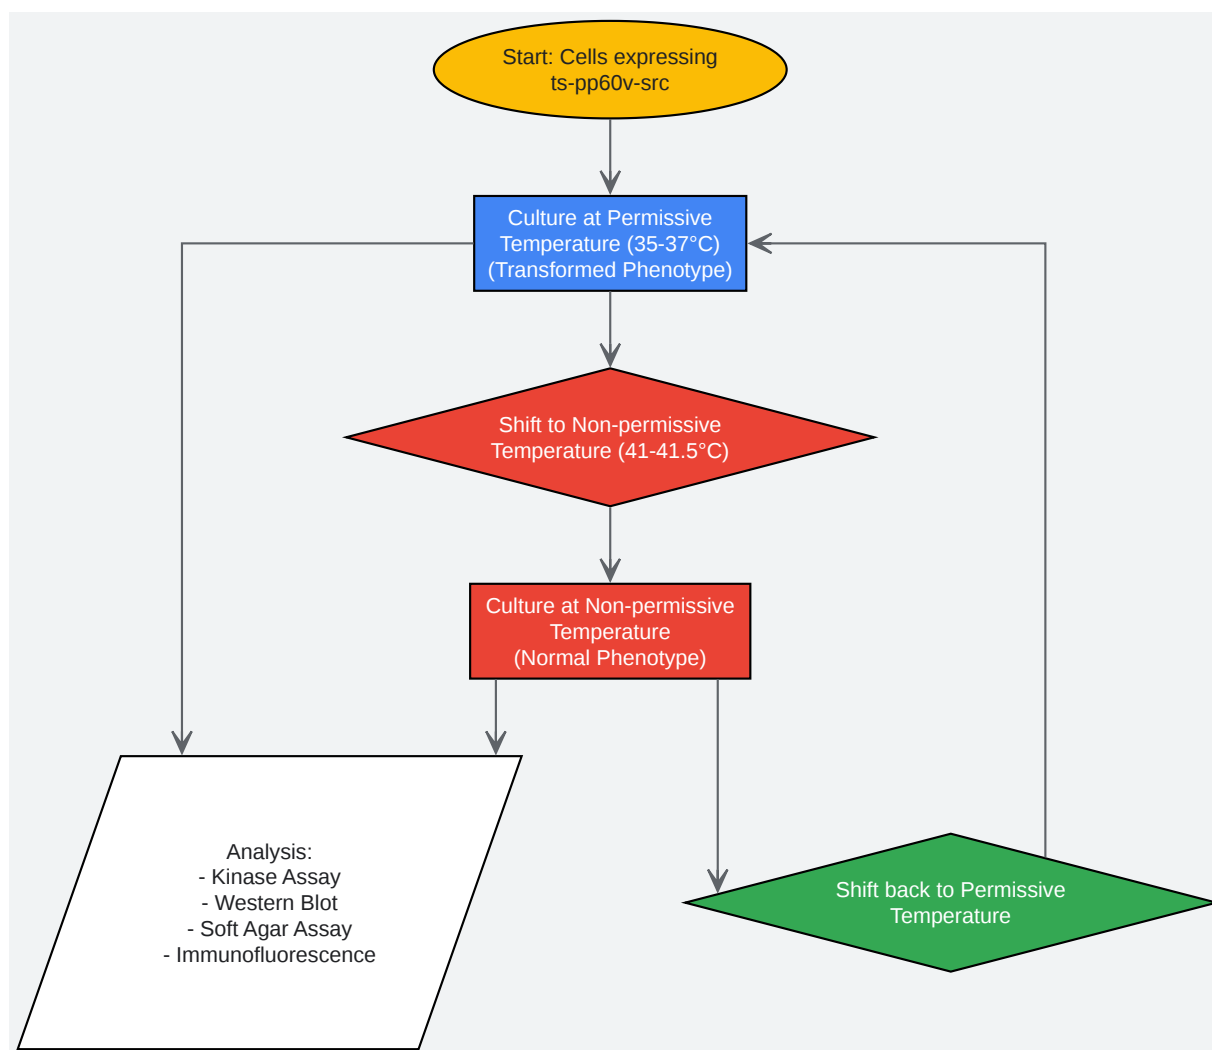 Start: Cells expressing
ts-pp60v-src
Culture at Permissive
Temperature (35-37°C)
(Transformed Phenotype)
Shift to Non-permissive
Temperature (41-41.5°C)
Culture at Non-permissive
Temperature
(Normal Phenotype)
Analysis:
- Kinase Assay
- Western Blot
- Soft Agar Assay
- Immunofluorescence
Shift back to Permissive
Temperature